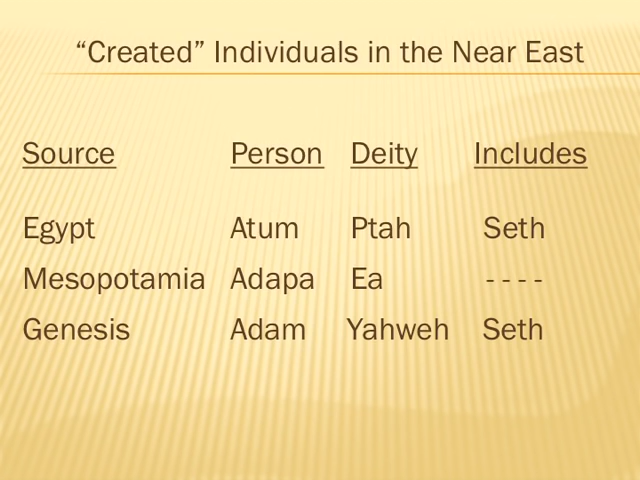 “Created” Individuals in the Near East
Source Person Deity Includes
Egypt Atum Ptah Seth
Mesopotamia Adapa Ea - - - -
Genesis Adam Yahweh Seth